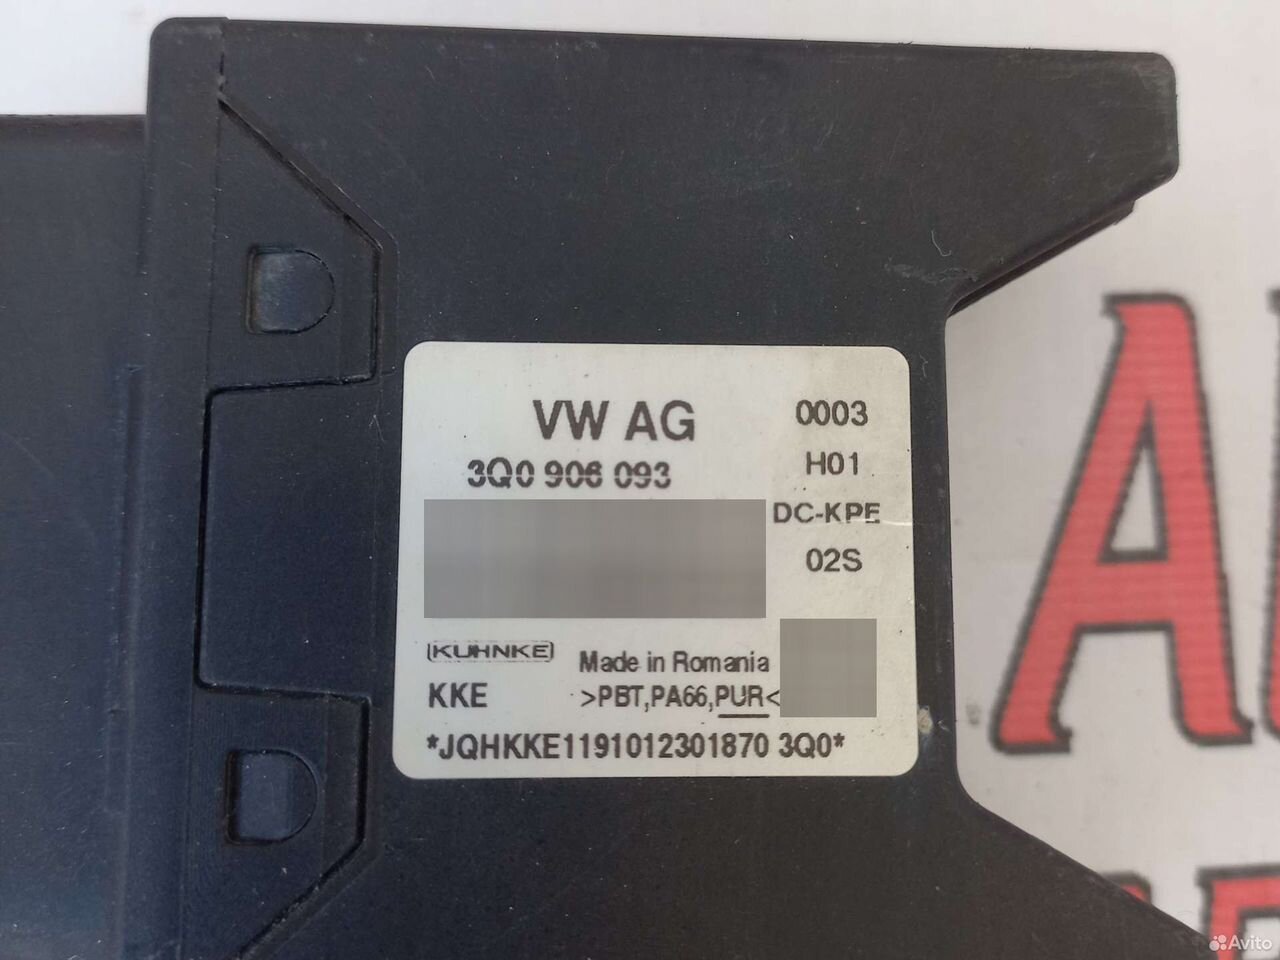 VW AG
0003
3Q0 906 093
H01
DC-KPE
02S
KUHNKE
Made in Romania
KKE
>PBT,PA66,PUR<
*JQHKKE1191012301870 3Q0*
Avito